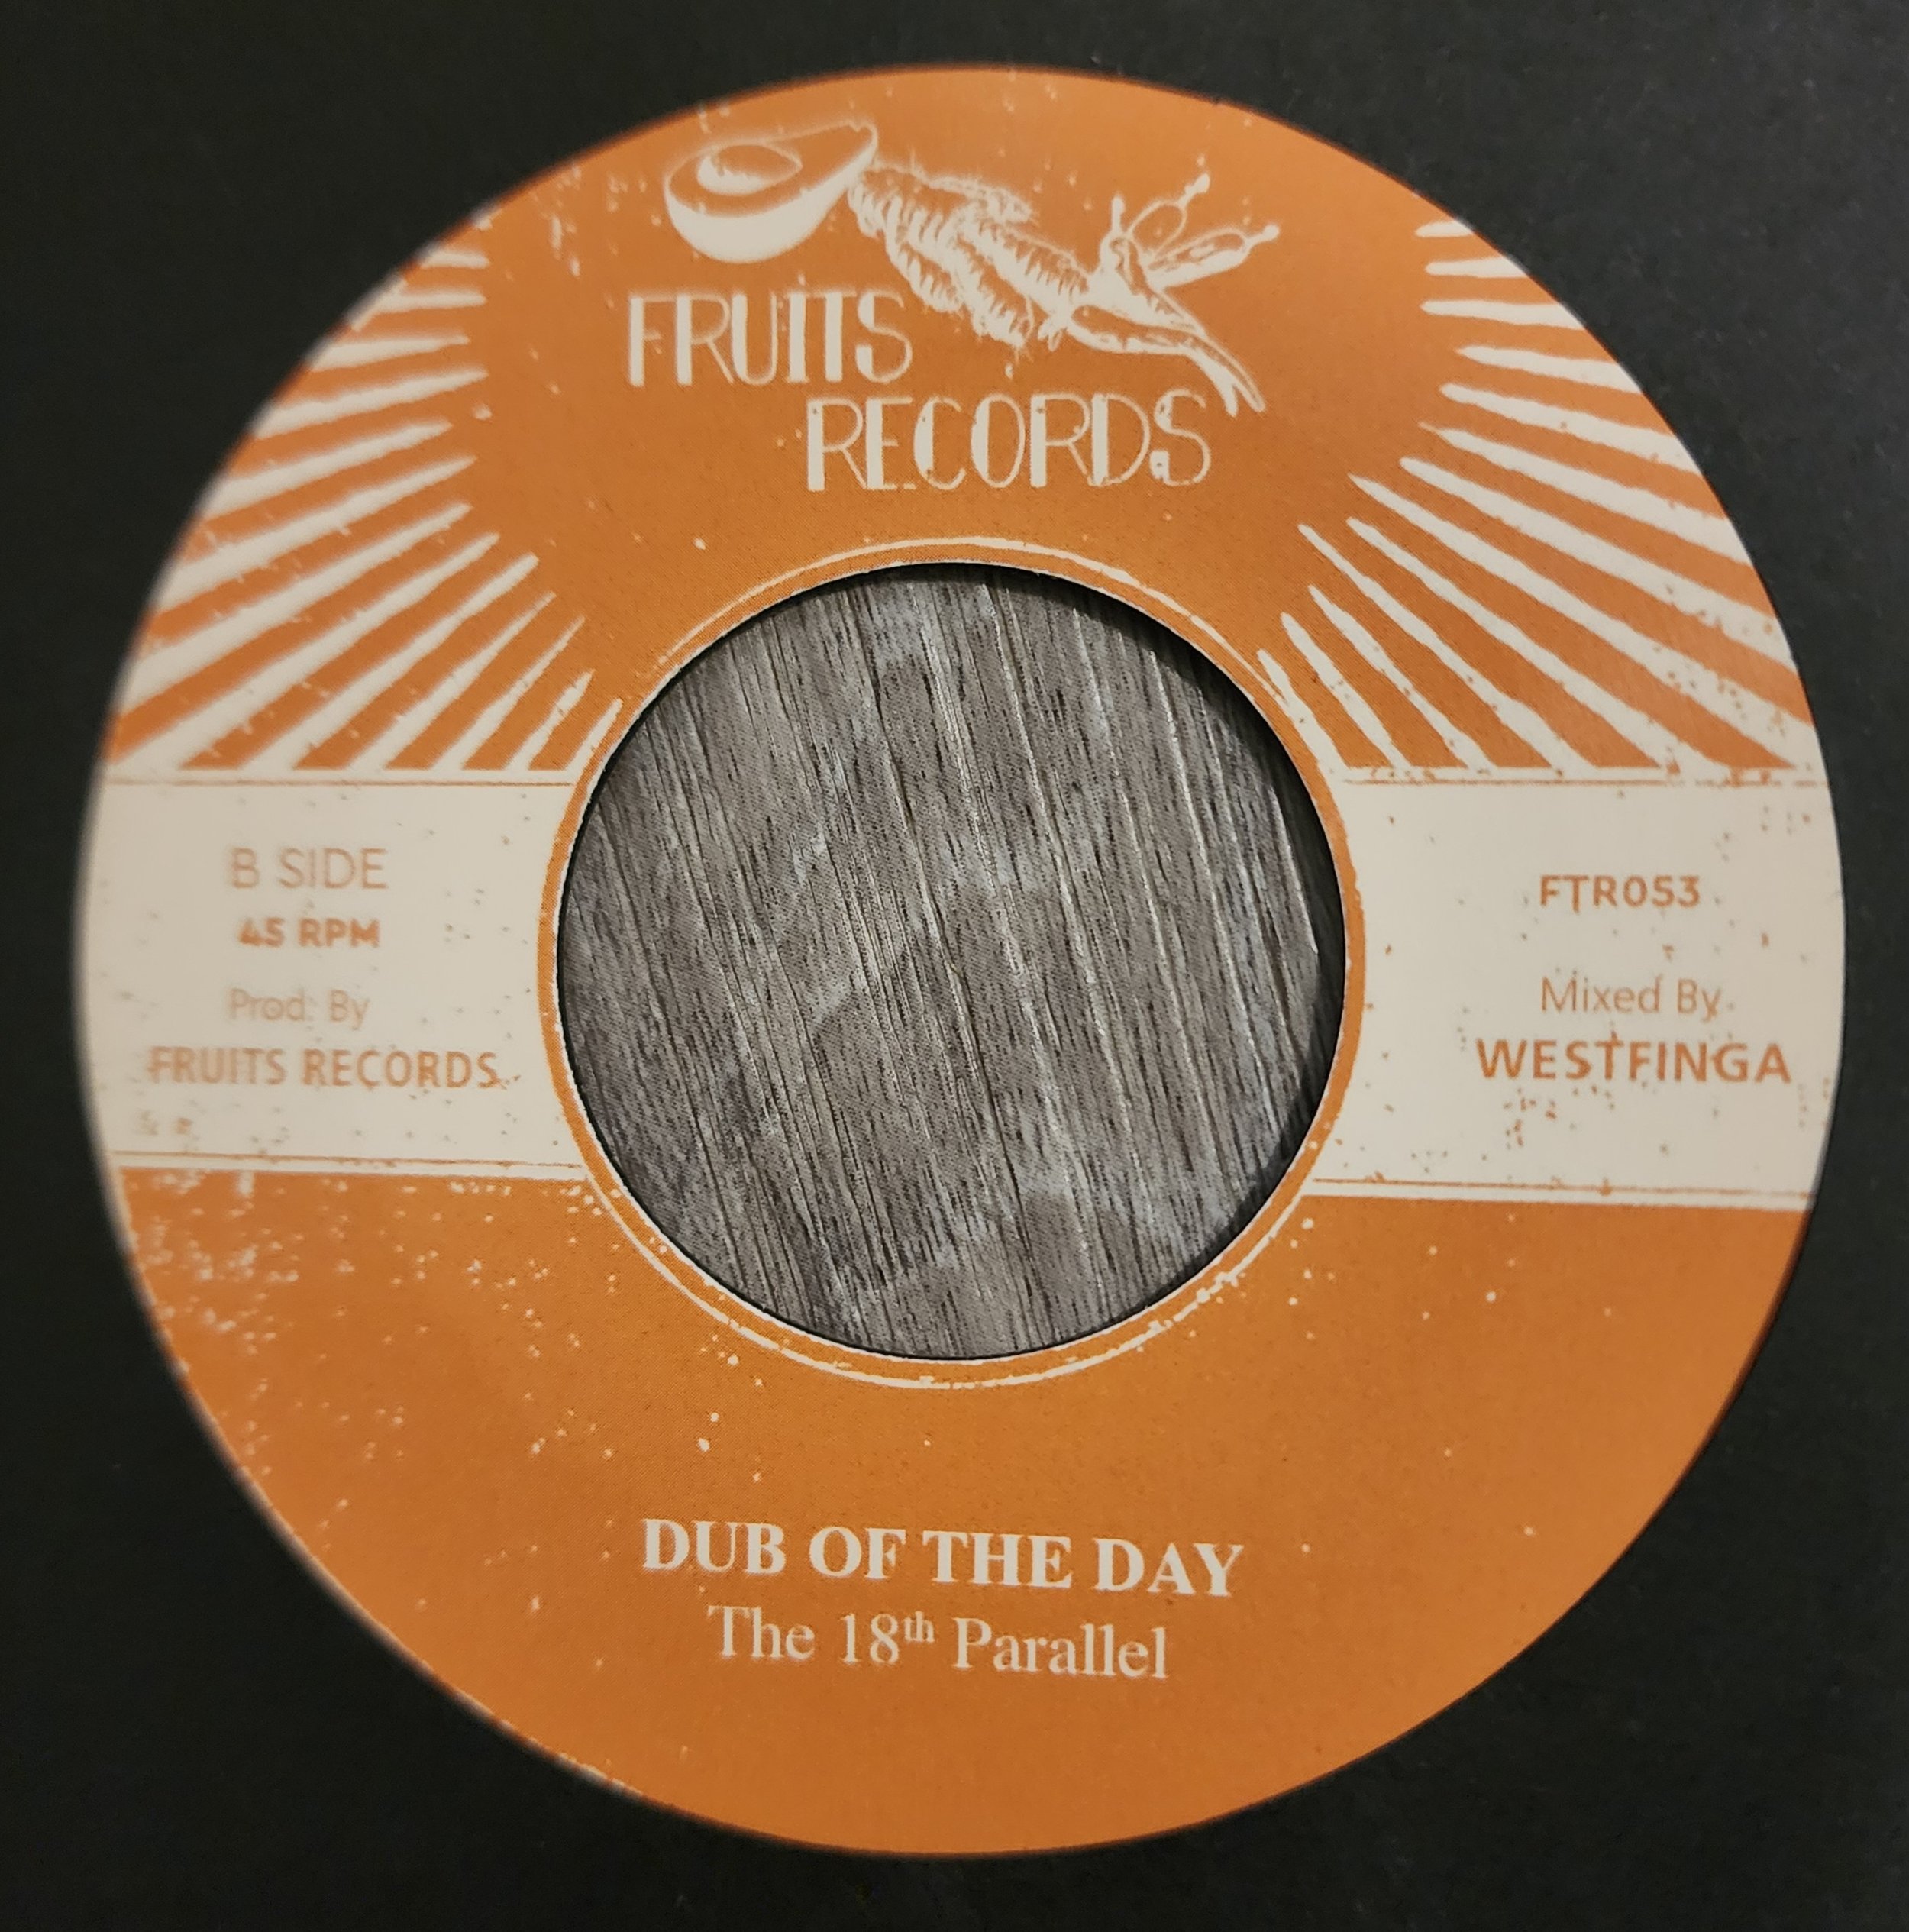 FRUITS
RECORDS
B SIDE
45 RPM
Prod. By
FRUITS RECORDS
FTR053
Mixed By
WESTFINGA
DUB OF THE DAY
The 18th Parallel